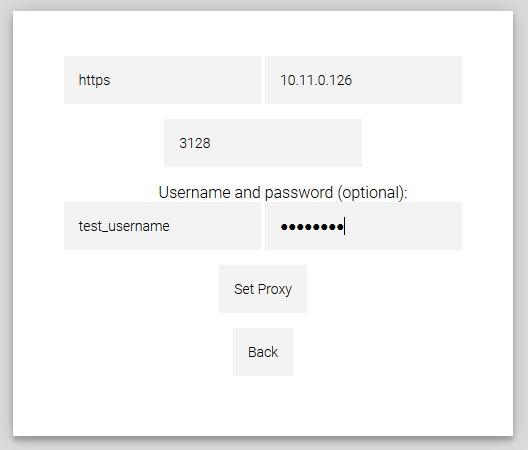 https 10.11.0.126
3128
Username and password (optional):
test_username ●●●●●●●●
Set Proxy
Back